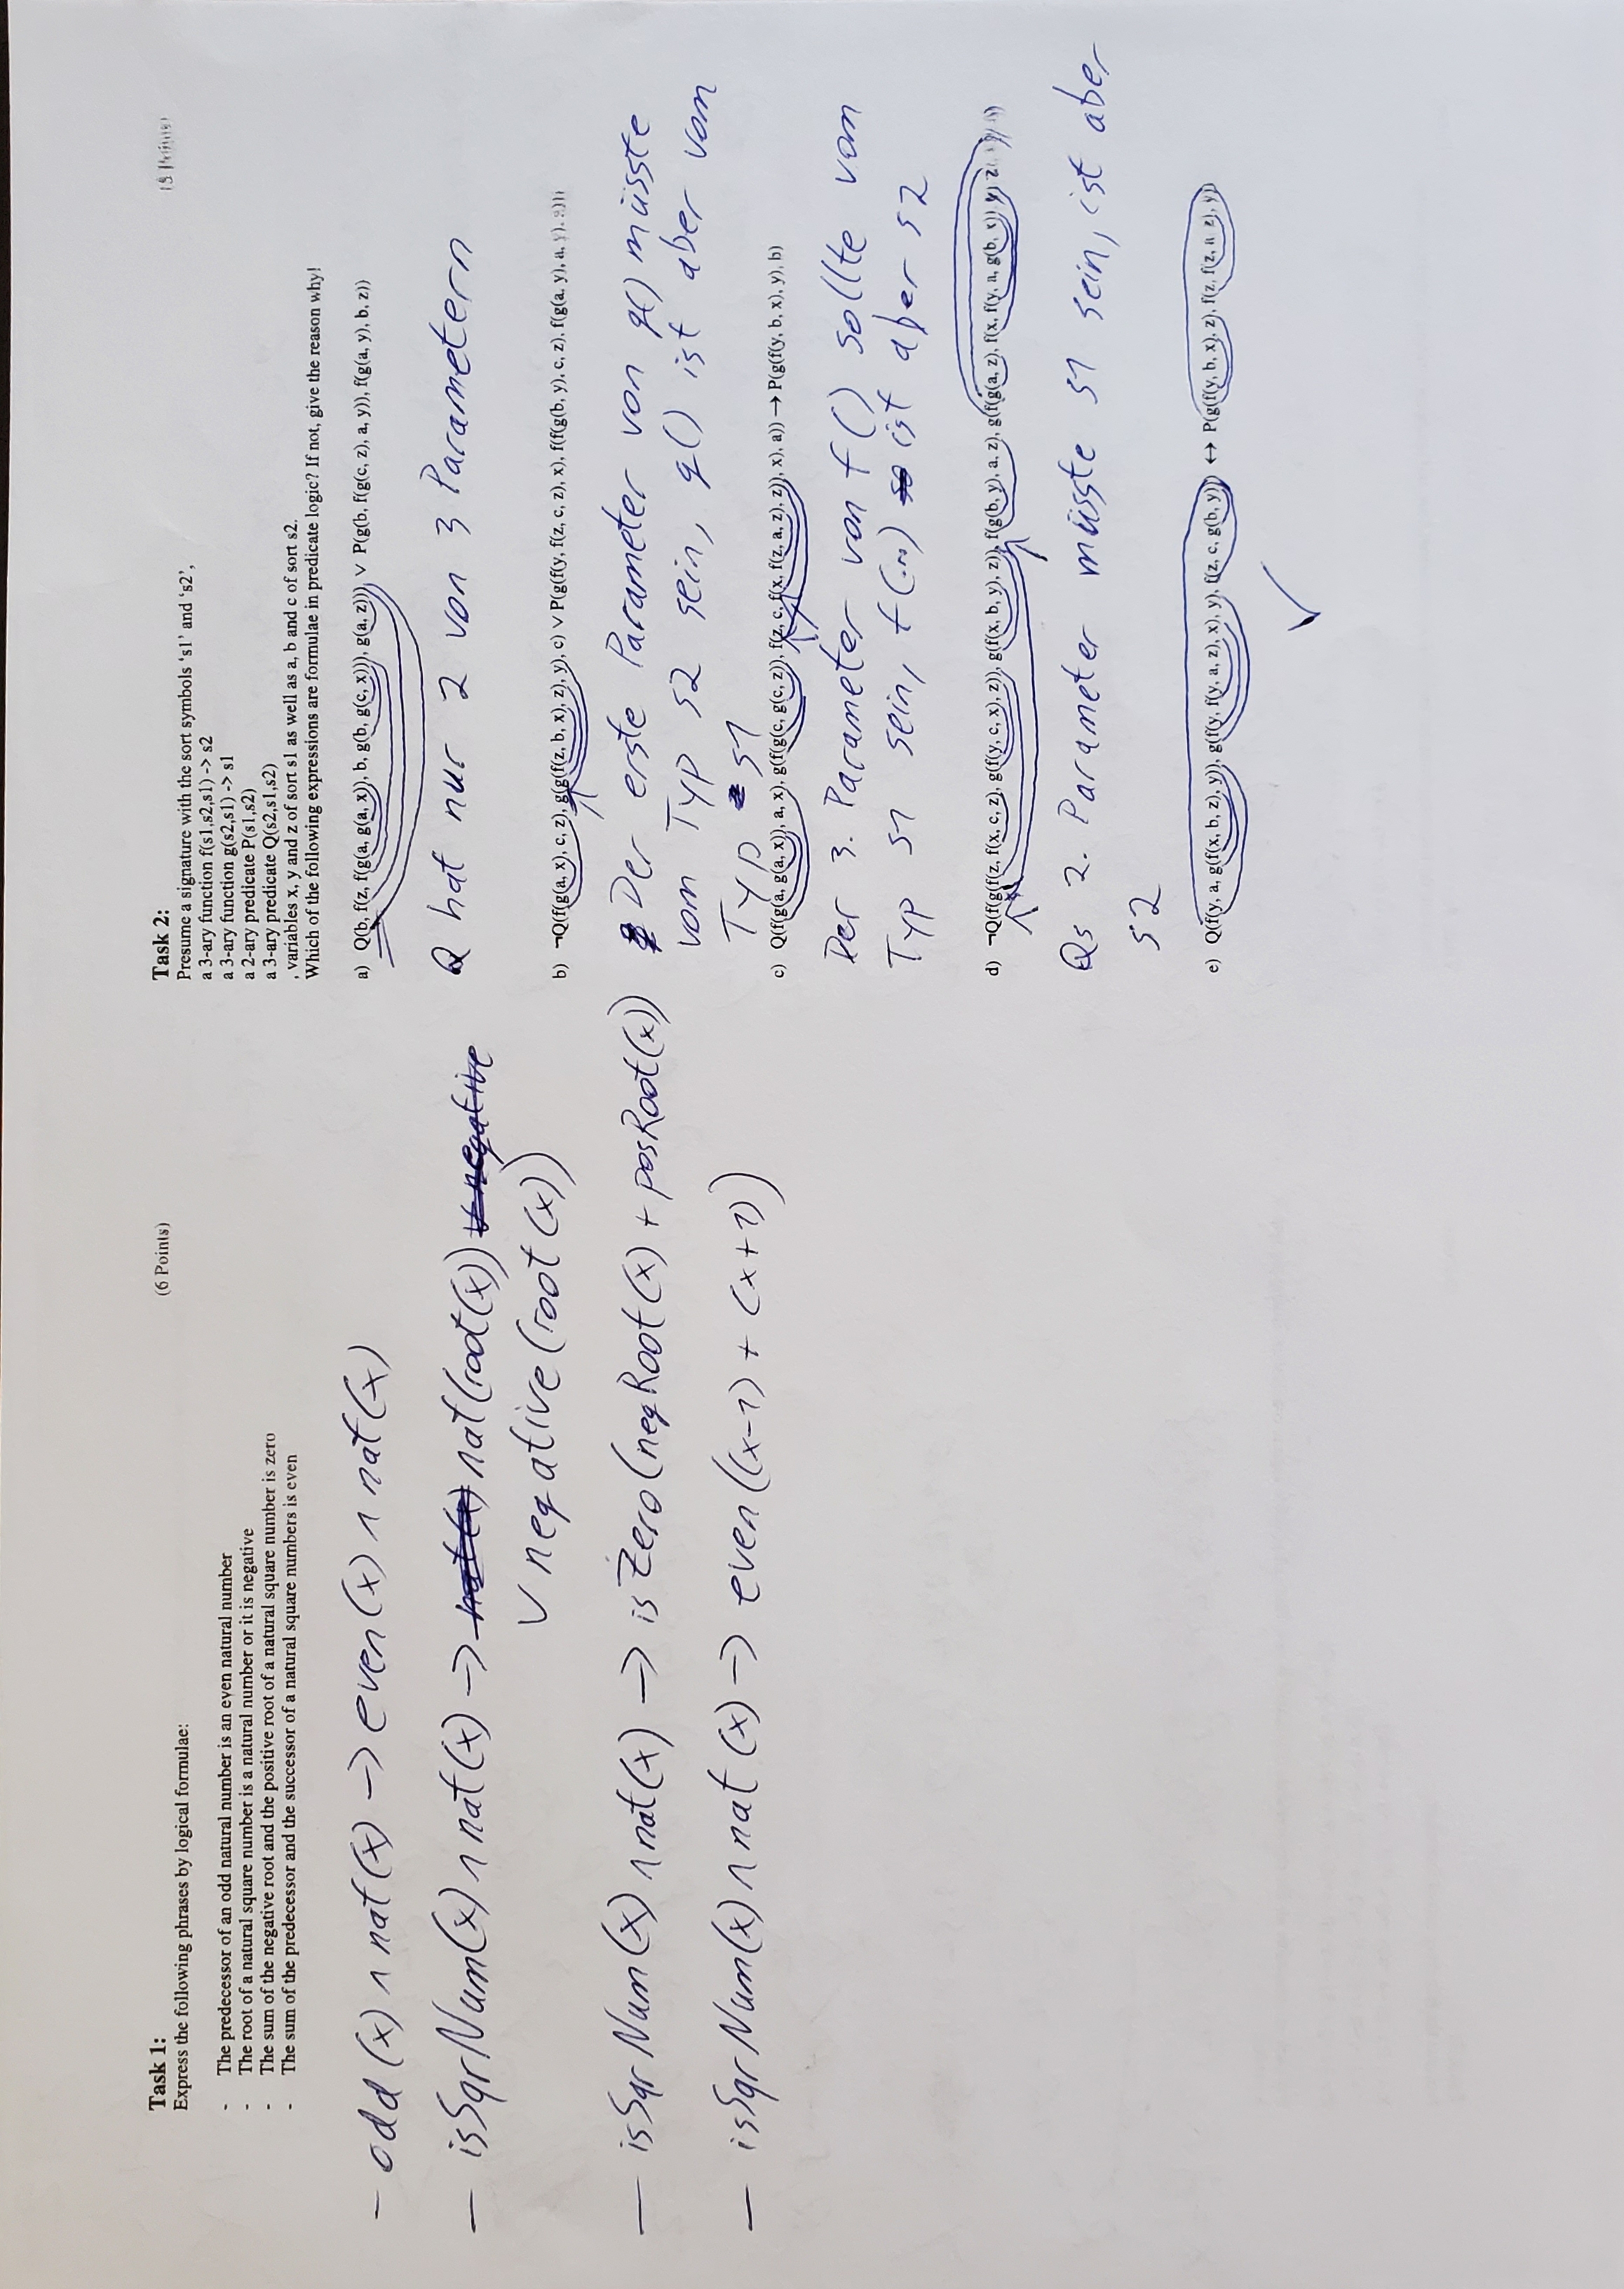 Task 1:
(6 Points)
Express the following phrases by logical formulae:
- The predecessor of an odd natural number is an even natural number
- The root of a natural square number is a natural number or it is negative
- The sum of the negative root and the positive root of a natural square number is zero
- The sum of the predecessor and the successor of a natural square numbers is even
- odd(x) ∧ nat(x) → even(x) ∧ nat(x)
- isSqrNum(x) ∧ nat(x) → nat(root(x))
∨ negative(root(x))
- isSqrNum(x) ∧ nat(x) → isZero(negRoot(x) + posRoot(x))
- isSqrNum(x) ∧ nat(x) → even((x-1) + (x+1))
Task 2:
Presume a signature with the sort symbols ‘s1’ and ‘s2’,
a 3-ary function f(s1,s2,s1) -> s2
a 3-ary function g(s2,s1) -> s1
a 2-ary predicate P(s1,s2)
a 3-ary predicate Q(s2,s1,s2)
, variables x, y and z of sort s1 as well as a, b and c of sort s2.
Which of the following expressions are formulae in predicate logic? If not, give the reason why!
a) Q(b, f(z, f(g(a, g(a, x)), b, g(b, g(c, x))), g(a, z))) ∨ P(g(b, f(g(c, z), a, y)), f(g(a, y), b, z))
Q hat nur 2 von 3 Parametern
b) ¬Q(f(g(a, x), c, z), g(g(f(z, b, x), z), y), c) ∨ P(g(f(y, f(z, c, z), x), f(f(g(b, y), c, z), f(g(a, y), a, y),
Der erste Parameter von g() müsste
vom Typ s2 sein, g() ist aber vom
Typ s1
c) Q(f(g(a, g(a, x)), a, x), g(f(g(c, g(c, z)), f(z, c, f(x, f(z, a, z), z)), x), a)) → P(g(f(y, b, x), y), b)
Der 3. Parameter von f() sollte vom
Typ s1 sein, f(..) ist aber s2
d) ¬Q(f(g(f(z, f(x, c, z), g(f(y, c, x), z)), g(f(x, b, y), z)), f(g(b, y), a, z), g(f(g(a, z), f(x, f(y, a, g(b, x)), y),
Qs 2. Parameter müsste s1 sein, ist aber
s2
e) Q(f(y, a, g(f(x, b, z), y)), g(f(y, f(y, a, z), x), y), f(z, c, g(b, y))) ↔ P(g(f(y, b, x), z), f(z, f(z, a, z), y))